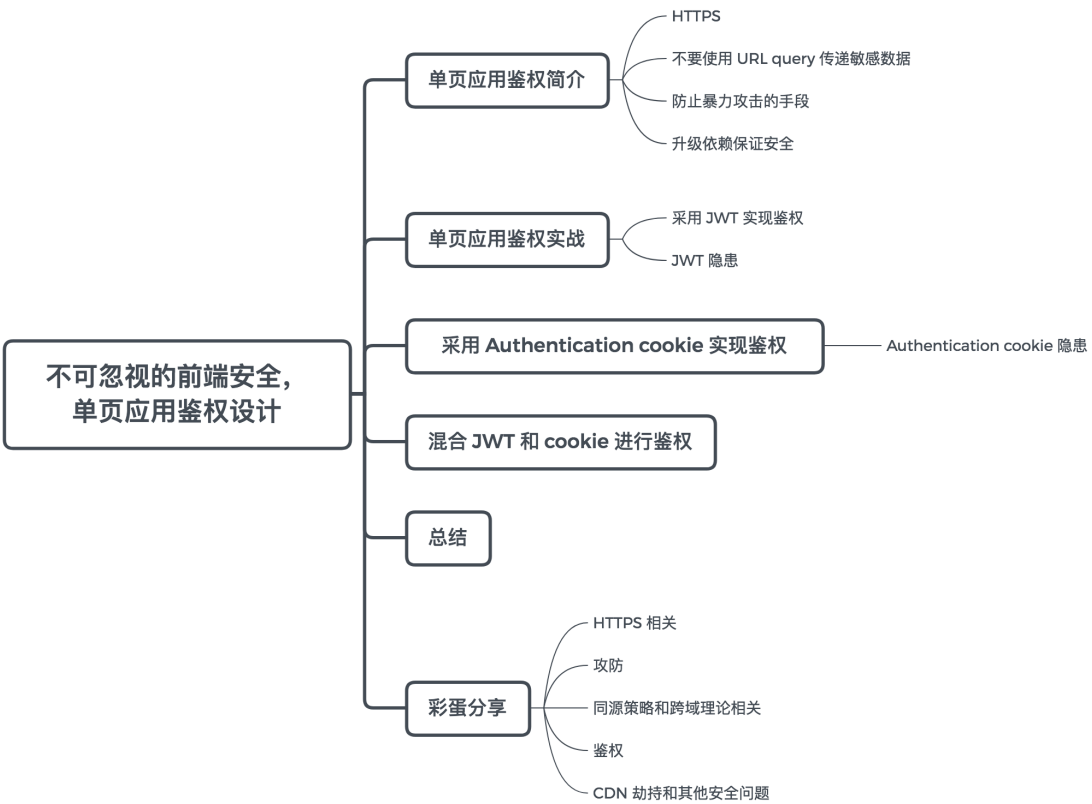 不可忽视的前端安全，
单页应用鉴权设计
单页应用鉴权简介
HTTPS
不要使用 URL query 传递敏感数据
防止暴力攻击的手段
升级依赖保证安全
单页应用鉴权实战
采用 JWT 实现鉴权
JWT 隐患
采用 Authentication cookie 实现鉴权
Authentication cookie 隐患
混合 JWT 和 cookie 进行鉴权
总结
彩蛋分享
HTTPS 相关
攻防
同源策略和跨域理论相关
鉴权
CDN 劫持和其他安全问题